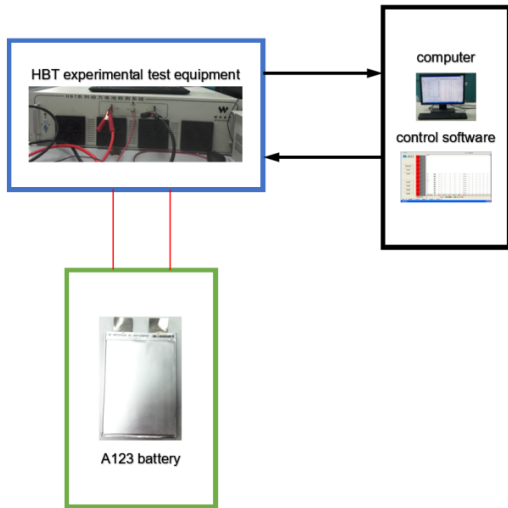 HBT experimental test equipment
computer
control software
A123 battery